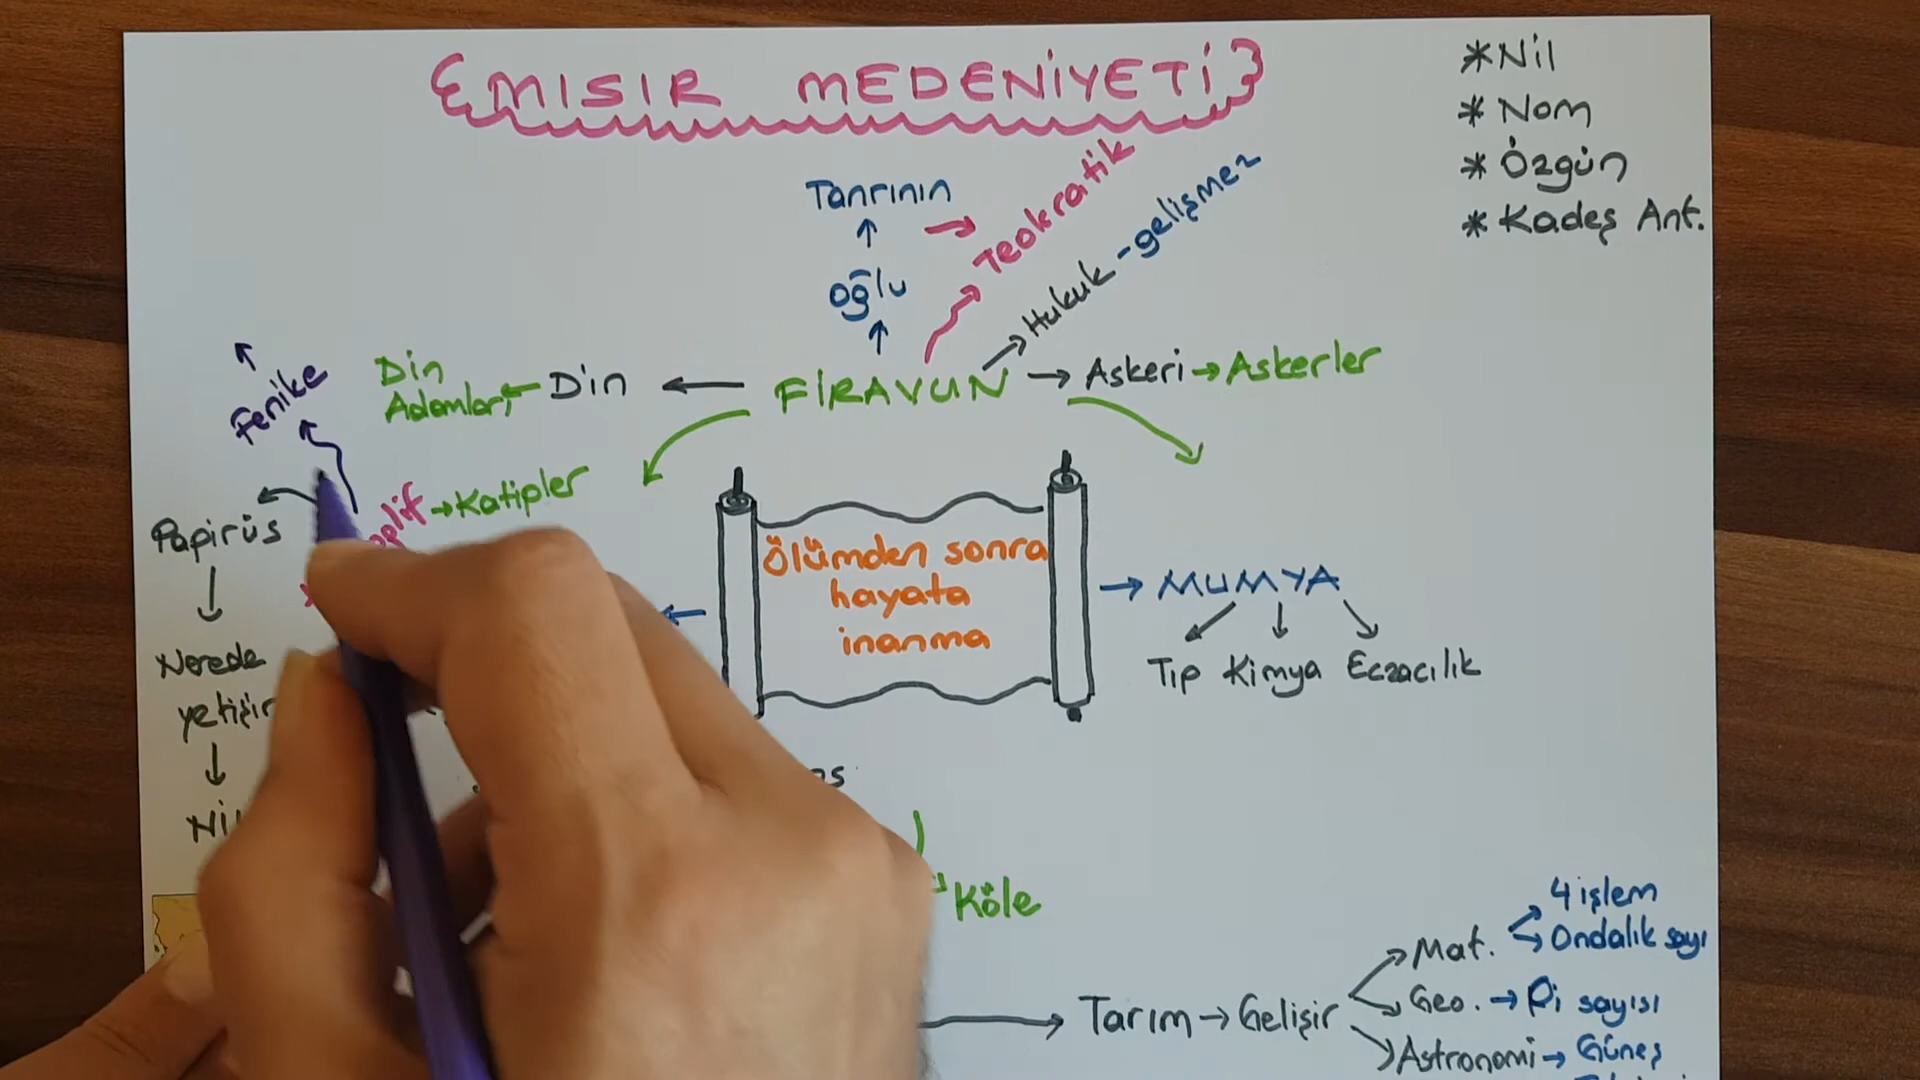 MISIR MEDENİYETİ
*Nil
*Nom
*Özgün
*Kadeş Ant.
Tanrının
Oğlu
Teokratik
Hukuk-gelişmez
Fenike
Din
Adamları
Din
FİRAVUN
Askeri
Askerler
Katipler
Papirüs
Nerede
yetişir
Ölümden sonra
hayata
inanma
MUMYA
Tıp Kimya Eczacılık
Köle
Tarım
Gelişir
Mat.
4 işlem
Ondalık sayı
Geo.
Pi sayısı
Astronomi
Güneş